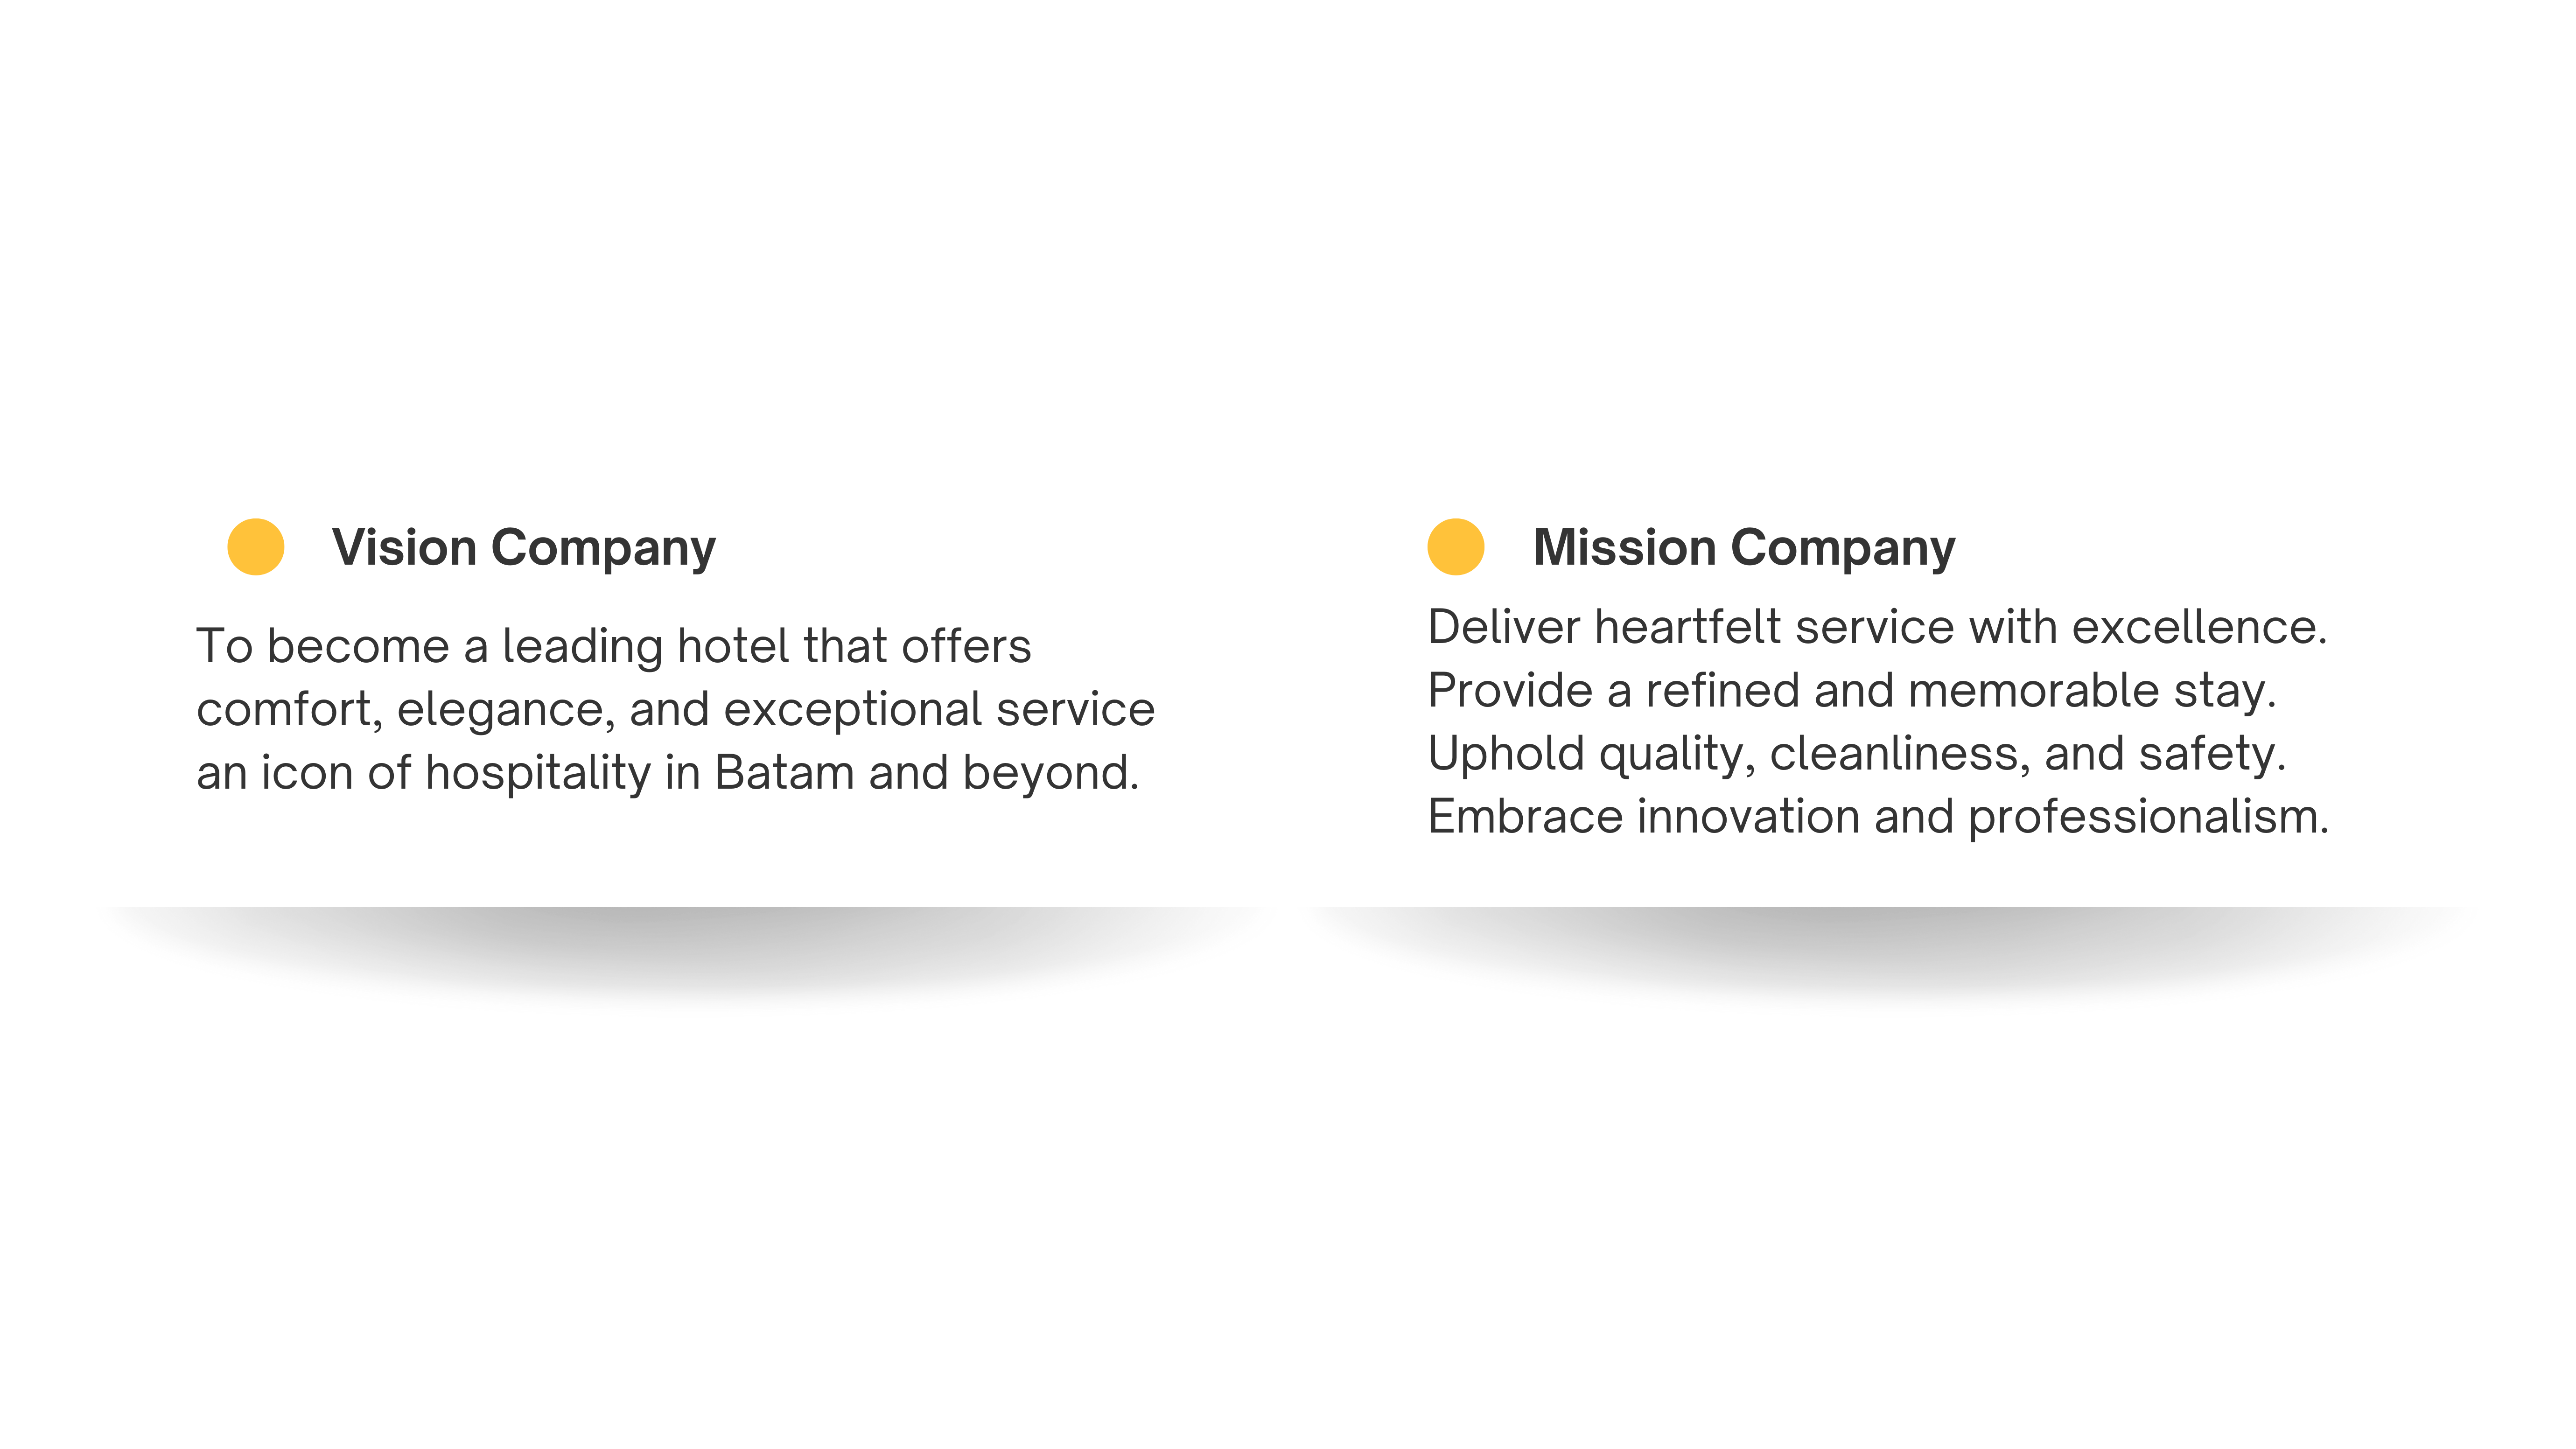 Vision Company
To become a leading hotel that offers
comfort, elegance, and exceptional service
an icon of hospitality in Batam and beyond.
Mission Company
Deliver heartfelt service with excellence.
Provide a refined and memorable stay.
Uphold quality, cleanliness, and safety.
Embrace innovation and professionalism.